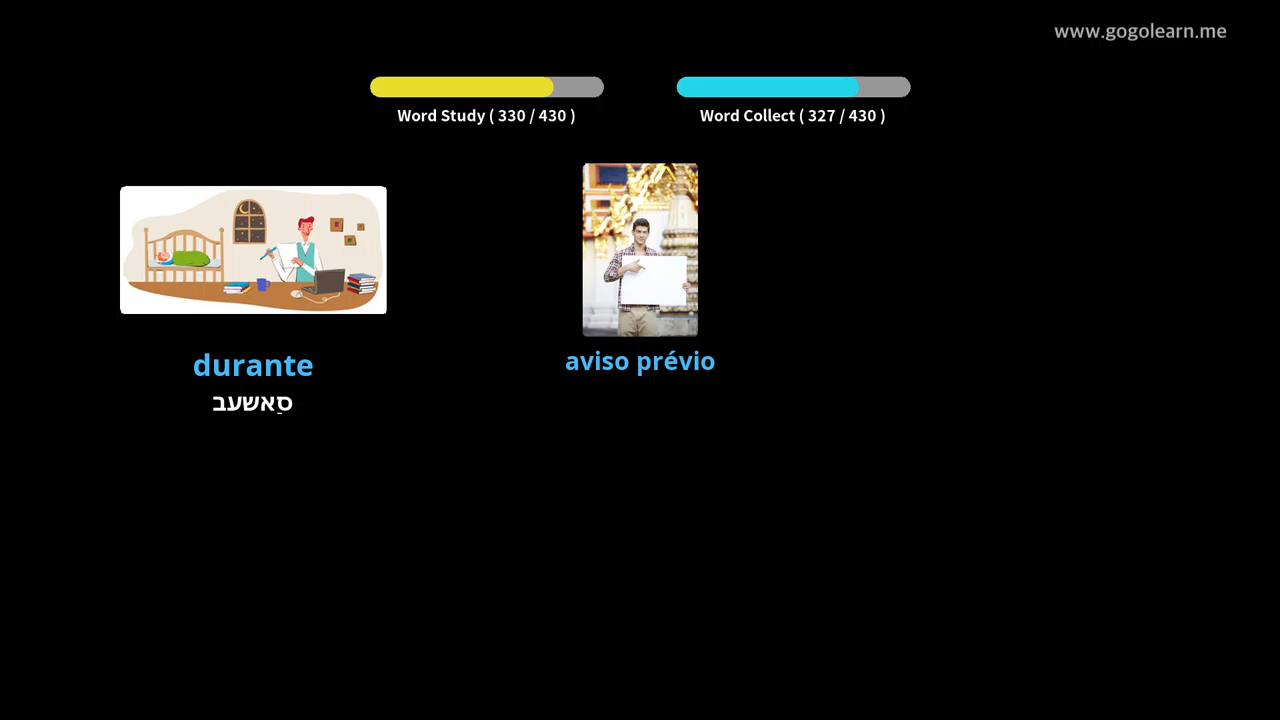 www.gogolearn.me
Word Study ( 330 / 430 )
Word Collect ( 327 / 430 )
durante
סַאשעב
aviso prévio